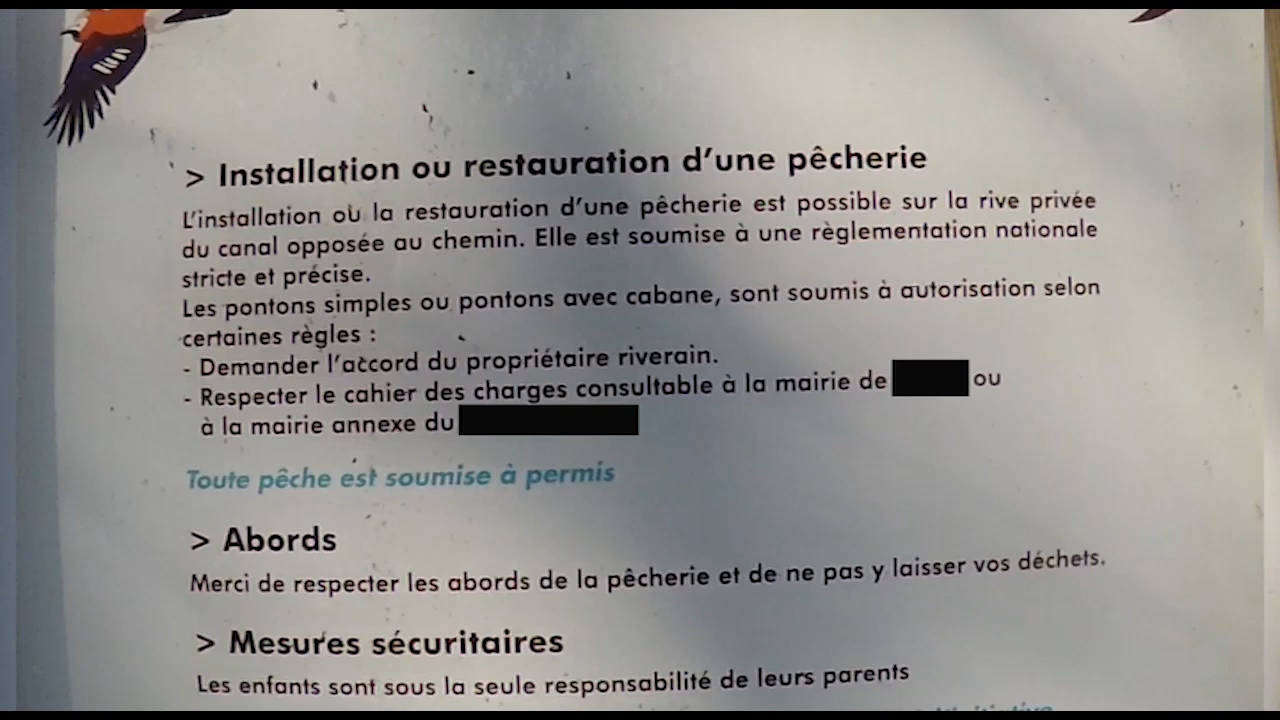 > Installation ou restauration d'une pêcherie
L'installation ou la restauration d'une pêcherie est possible sur la rive privée
du canal opposée au chemin. Elle est soumise à une règlementation nationale
stricte et précise.
Les pontons simples ou pontons avec cabane, sont soumis à autorisation selon
certaines règles :
- Demander l'accord du propriétaire riverain.
- Respecter le cahier des charges consultable à la mairie de ou
à la mairie annexe du
Toute pêche est soumise à permis
> Abords
Merci de respecter les abords de la pêcherie et de ne pas y laisser vos déchets.
> Mesures sécuritaires
Les enfants sont sous la seule responsabilité de leurs parents